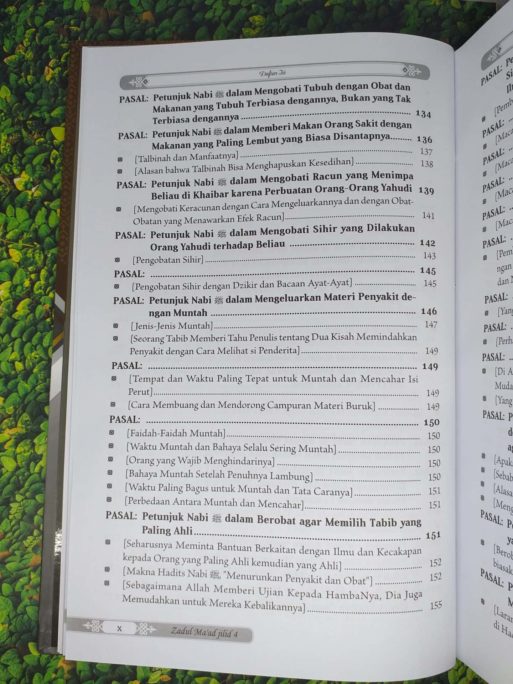 Daftar Isi
PASAL: Petunjuk Nabi ﷺ dalam Mengobati Tubuh dengan Obat dan
Makanan yang Tubuh Terbiasa dengannya, Bukan yang Tak
Terbiasa dengannya ........ 134
PASAL: Petunjuk Nabi ﷺ dalam Memberi Makan Orang Sakit dengan
Makanan yang Paling Lembut yang Biasa Disantapnya ........ 136
[Talbinah dan Manfaatnya] ........ 137
[Alasan bahwa Talbinah Bisa Menghapuskan Kesedihan] ........ 138
PASAL: Petunjuk Nabi ﷺ dalam Mengobati Racun yang Menimpa
Beliau di Khaibar karena Perbuatan Orang-Orang Yahudi 139
[Mengobati Keracunan dengan Cara Mengeluarkannya dan dengan Obat-
Obatan yang Menawarkan Efek Racun] ........ 141
PASAL: Petunjuk Nabi ﷺ dalam Mengobati Sihir yang Dilakukan
Orang Yahudi terhadap Beliau ........ 142
[Pengobatan Sihir] ........ 143
PASAL: ........ 145
[Pengobatan Sihir dengan Dzikir dan Bacaan Ayat-Ayat] ........ 145
PASAL: Petunjuk Nabi ﷺ dalam Mengeluarkan Materi Penyakit de-
ngan Muntah ........ 146
[Jenis-Jenis Muntah] ........ 147
[Seorang Tabib Memberi Tahu Penulis tentang Dua Kisah Memindahkan
Penyakit dengan Cara Melihat si Penderita] ........ 149
PASAL: ........ 149
[Tempat dan Waktu Paling Tepat untuk Muntah dan Mencahar Isi
Perut] ........ 149
[Cara Membuang dan Mendorong Campuran Materi Buruk] ........ 149
PASAL: ........ 150
[Faidah-Faidah Muntah] ........ 150
[Waktu Muntah dan Bahaya Selalu Sering Muntah] ........ 150
[Orang yang Wajib Menghindarinya] ........ 150
[Bahaya Muntah Setelah Penuhnya Lambung] ........ 150
[Waktu Paling Bagus untuk Muntah dan Tata Caranya] ........ 151
[Perbedaan Antara Muntah dan Mencahar] ........ 151
PASAL: Petunjuk Nabi ﷺ dalam Berobat agar Memilih Tabib yang
Paling Ahli ........ 151
[Seharusnya Meminta Bantuan Berkaitan dengan Ilmu dan Kecakapan
kepada Orang yang Paling Ahli kemudian yang Ahli] ........ 152
[Makna Hadits Nabi ﷺ, "Menurunkan Penyakit dan Obat"] ........ 152
[Sebagaimana Allah Memberi Ujian Kepada HambaNya, Dia Juga
Memudahkan untuk Mereka Kebalikannya] ........ 155
x
Zadul Ma'ad jilid 4
PASAL:
PASAL:
PASAL:
PASAL: